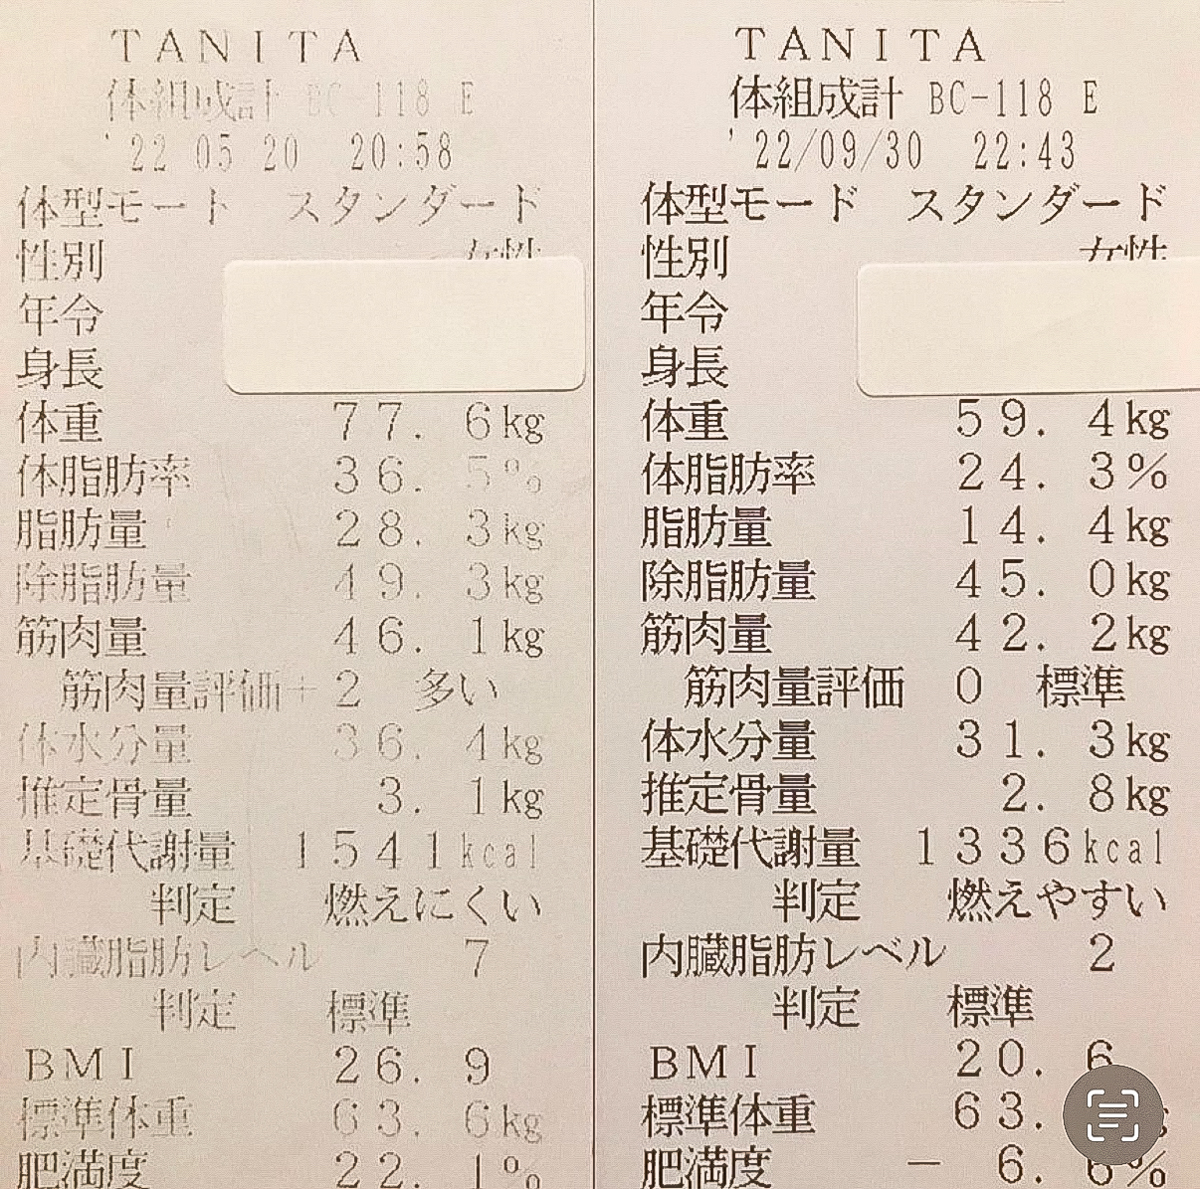 TANITA
体組成計 BC-118 E
'22 05 20 20:58
体型モード スタンダード
性別 女性
年令
身長
体重 77.6kg
体脂肪率 36.5%
脂肪量 28.3kg
除脂肪量 49.3kg
筋肉量 46.1kg
筋肉量評価+2 多い
体水分量 36.4kg
推定骨量 3.1kg
基礎代謝量 1541kcal
判定 燃えにくい
内臓脂肪レベル 7
判定 標準
BMI 26.9
標準体重 63.6kg
肥満度 22.1%
TANITA
体組成計 BC-118 E
'22/09/30 22:43
体型モード スタンダード
性別 女性
年令
身長
体重 59.4kg
体脂肪率 24.3%
脂肪量 14.4kg
除脂肪量 45.0kg
筋肉量 42.2kg
筋肉量評価 0 標準
体水分量 31.3kg
推定骨量 2.8kg
基礎代謝量 1336kcal
判定 燃えやすい
内臓脂肪レベル 2
判定 標準
BMI 20.6
標準体重 63.
肥満度 - 6.6%